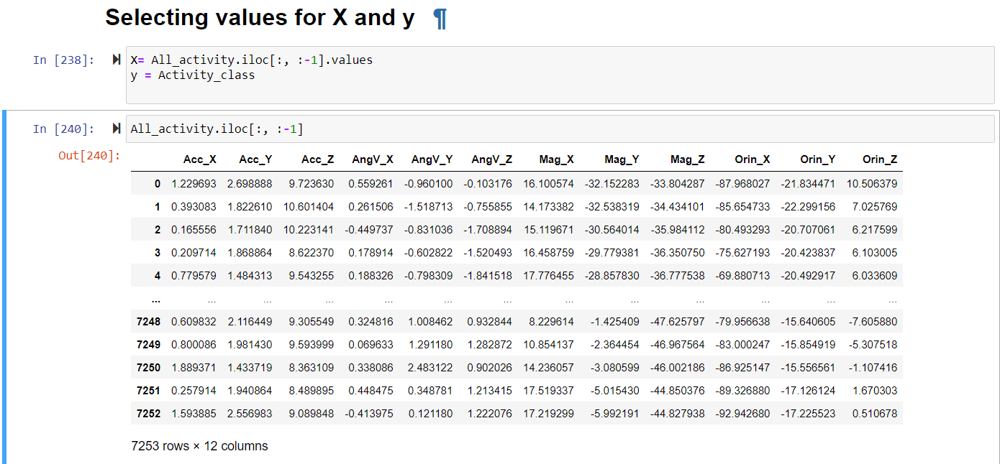 Selecting values for X and y ¶
In [238]: X= All_activity.iloc[:, :-1].values
y = Activity_class
In [240]: All_activity.iloc[:, :-1]
Out[240]:
Acc_X Acc_Y Acc_Z AngV_X AngV_Y AngV_Z Mag_X Mag_Y Mag_Z Orin_X Orin_Y Orin_Z
0 1.229693 2.698888 9.723630 0.559261 -0.960100 -0.103176 16.100574 -32.152283 -33.804287 -87.968027 -21.834471 10.506379
1 0.393083 1.822610 10.601404 0.261506 -1.518713 -0.755855 14.173382 -32.538319 -34.434101 -85.654733 -22.299156 7.025769
2 0.165556 1.711840 10.223141 -0.449737 -0.831036 -1.708894 15.119671 -30.564014 -35.984112 -80.493293 -20.707061 6.217599
3 0.209714 1.868864 8.622370 0.178914 -0.602822 -1.520493 16.458759 -29.779381 -36.350750 -75.627193 -20.423837 6.103005
4 0.779579 1.484313 9.543255 0.188326 -0.798309 -1.841518 17.776455 -28.857830 -36.777538 -69.880713 -20.492917 6.033609
... ... ... ... ... ... ... ... ... ... ... ... ...
7248 0.609832 2.116449 9.305549 0.324816 1.008462 0.932844 8.229614 -1.425409 -47.625797 -79.956638 -15.640605 -7.605880
7249 0.800086 1.981430 9.593999 0.069633 1.291180 1.282872 10.854137 -2.364454 -46.967564 -83.000247 -15.854919 -5.307518
7250 1.889371 1.433719 8.363109 0.338086 2.483122 0.902026 14.236057 -3.080599 -46.002186 -86.925147 -15.556561 -1.107416
7251 0.257914 1.940864 8.489895 0.448475 0.348781 1.213415 17.519337 -5.015430 -44.850376 -89.326880 -17.126124 1.670303
7252 1.593885 2.556983 9.089848 -0.413975 0.121180 1.222076 17.219299 -5.992191 -44.827938 -92.942680 -17.225523 0.510678
7253 rows × 12 columns